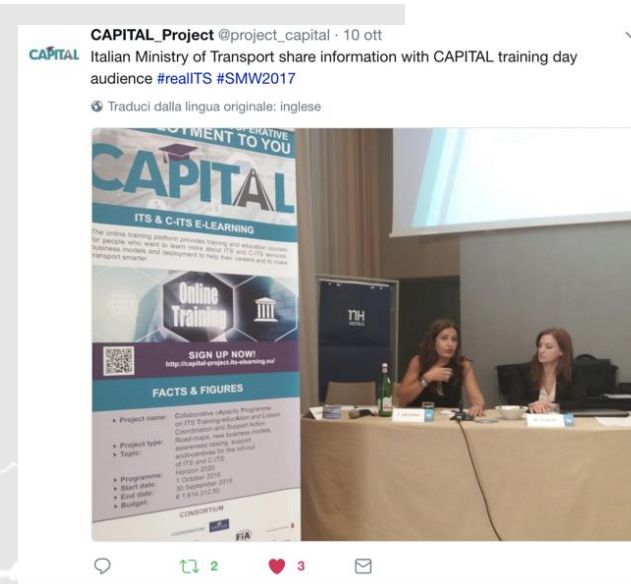 CAPITAL_Project @project_capital · 10 ott
CAPITAL
Italian Ministry of Transport share information with CAPITAL training day
audience #realITS #SMW2017
Traduci dalla lingua originale: inglese
TO YOU
CAPITAL
ITS & C-ITS E-LEARNING
The online training platform provides training and education courses
for people who want to learn more about ITS and C-ITS services,
business models and deployment to help their careers and to make
transport smarter.
Online
Training
SIGN UP NOW!
http://capital-project.its-elearning.eu/
FACTS & FIGURES
Project name: Collaborative cApacity Programme
on ITS Training-educAtion and Liaison
Project type: Coordination and Support Action
Topic: Road-maps, new business models,
awareness raising, support
and incentives for the roll-out
of ITS and C-ITS
Programme: Horizon 2020
Start date: 1 October 2016
End date: 30 September 2019
Budget:
CONSORTIUM
FiA
nH
HOTELS
2
3